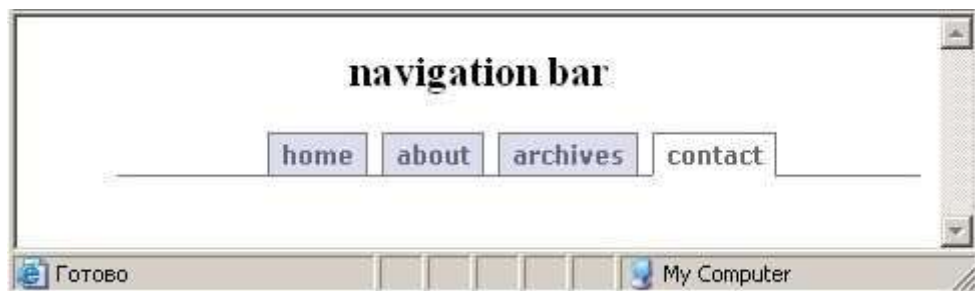 navigation bar
home about archives contact
Готово My Computer